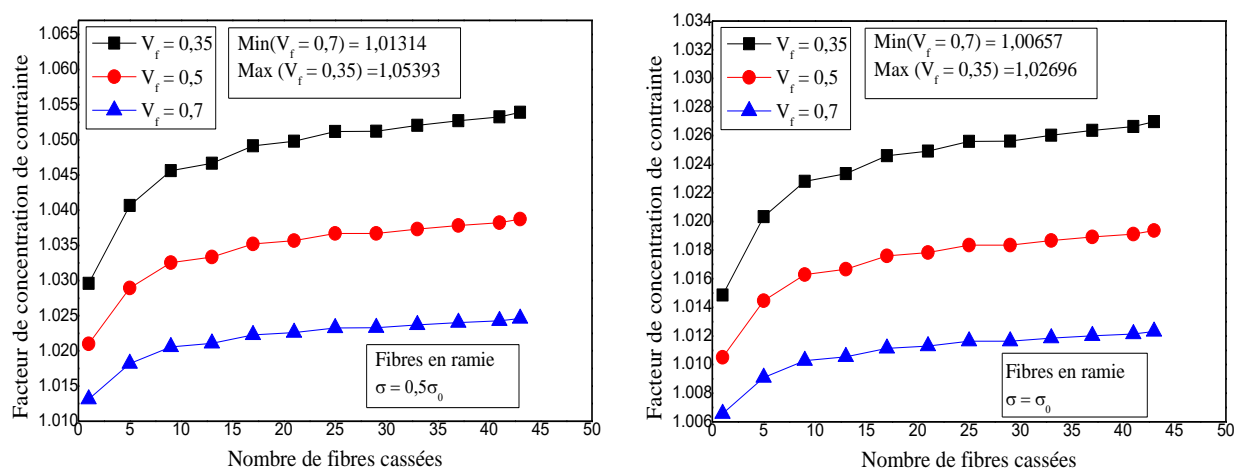 1.065
1.060
1.055
1.050
1.045
1.040
1.035
1.030
1.025
1.020
1.015
1.010
Facteur de concentration de contrainte
V_f = 0,35
V_f = 0,5
V_f = 0,7
Min(V_f = 0,7) = 1,01314
Max (V_f = 0,35) =1,05393
Fibres en ramie
σ = 0,5σ_0
0 5 10 15 20 25 30 35 40 45 50
Nombre de fibres cassées
1.034
1.032
1.030
1.028
1.026
1.024
1.022
1.020
1.018
1.016
1.014
1.012
1.010
1.008
1.006
Facteur de concentration de contrainte
V_f = 0,35
V_f = 0,5
V_f = 0,7
Min(V_f = 0,7) = 1,00657
Max (V_f = 0,35) =1,02696
Fibres en ramie
σ = σ_0
0 5 10 15 20 25 30 35 40 45 50
Nombre de fibres cassées